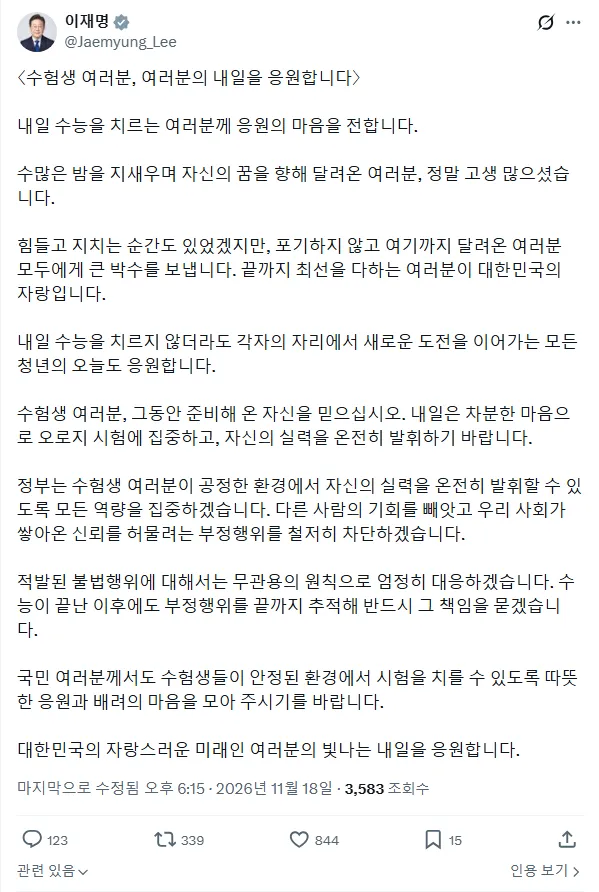 이재명
@Jaemyung_Lee
〈수험생 여러분, 여러분의 내일을 응원합니다〉
내일 수능을 치르는 여러분께 응원의 마음을 전합니다.
수많은 밤을 지새우며 자신의 꿈을 향해 달려온 여러분, 정말 고생 많으셨습
니다.
힘들고 지치는 순간도 있었겠지만, 포기하지 않고 여기까지 달려온 여러분
모두에게 큰 박수를 보냅니다. 끝까지 최선을 다하는 여러분이 대한민국의
자랑입니다.
내일 수능을 치르지 않더라도 각자의 자리에서 새로운 도전을 이어가는 모든
청년의 오늘도 응원합니다.
수험생 여러분, 그동안 준비해 온 자신을 믿으십시오. 내일은 차분한 마음으
로 오로지 시험에 집중하고, 자신의 실력을 온전히 발휘하기 바랍니다.
정부는 수험생 여러분이 공정한 환경에서 자신의 실력을 온전히 발휘할 수 있
도록 모든 역량을 집중하겠습니다. 다른 사람의 기회를 빼앗고 우리 사회가
쌓아온 신뢰를 허물려는 부정행위를 철저히 차단하겠습니다.
적발된 불법행위에 대해서는 무관용의 원칙으로 엄정히 대응하겠습니다. 수
능이 끝난 이후에도 부정행위를 끝까지 추적해 반드시 그 책임을 묻겠습니
다.
국민 여러분께서도 수험생들이 안정된 환경에서 시험을 치를 수 있도록 따뜻
한 응원과 배려의 마음을 모아 주시기를 바랍니다.
대한민국의 자랑스러운 미래인 여러분의 빛나는 내일을 응원합니다.
마지막으로 수정됨 오후 6:15 · 2026년 11월 18일 · 3,583 조회수
123 339 844 15
관련 있음 인용 보기